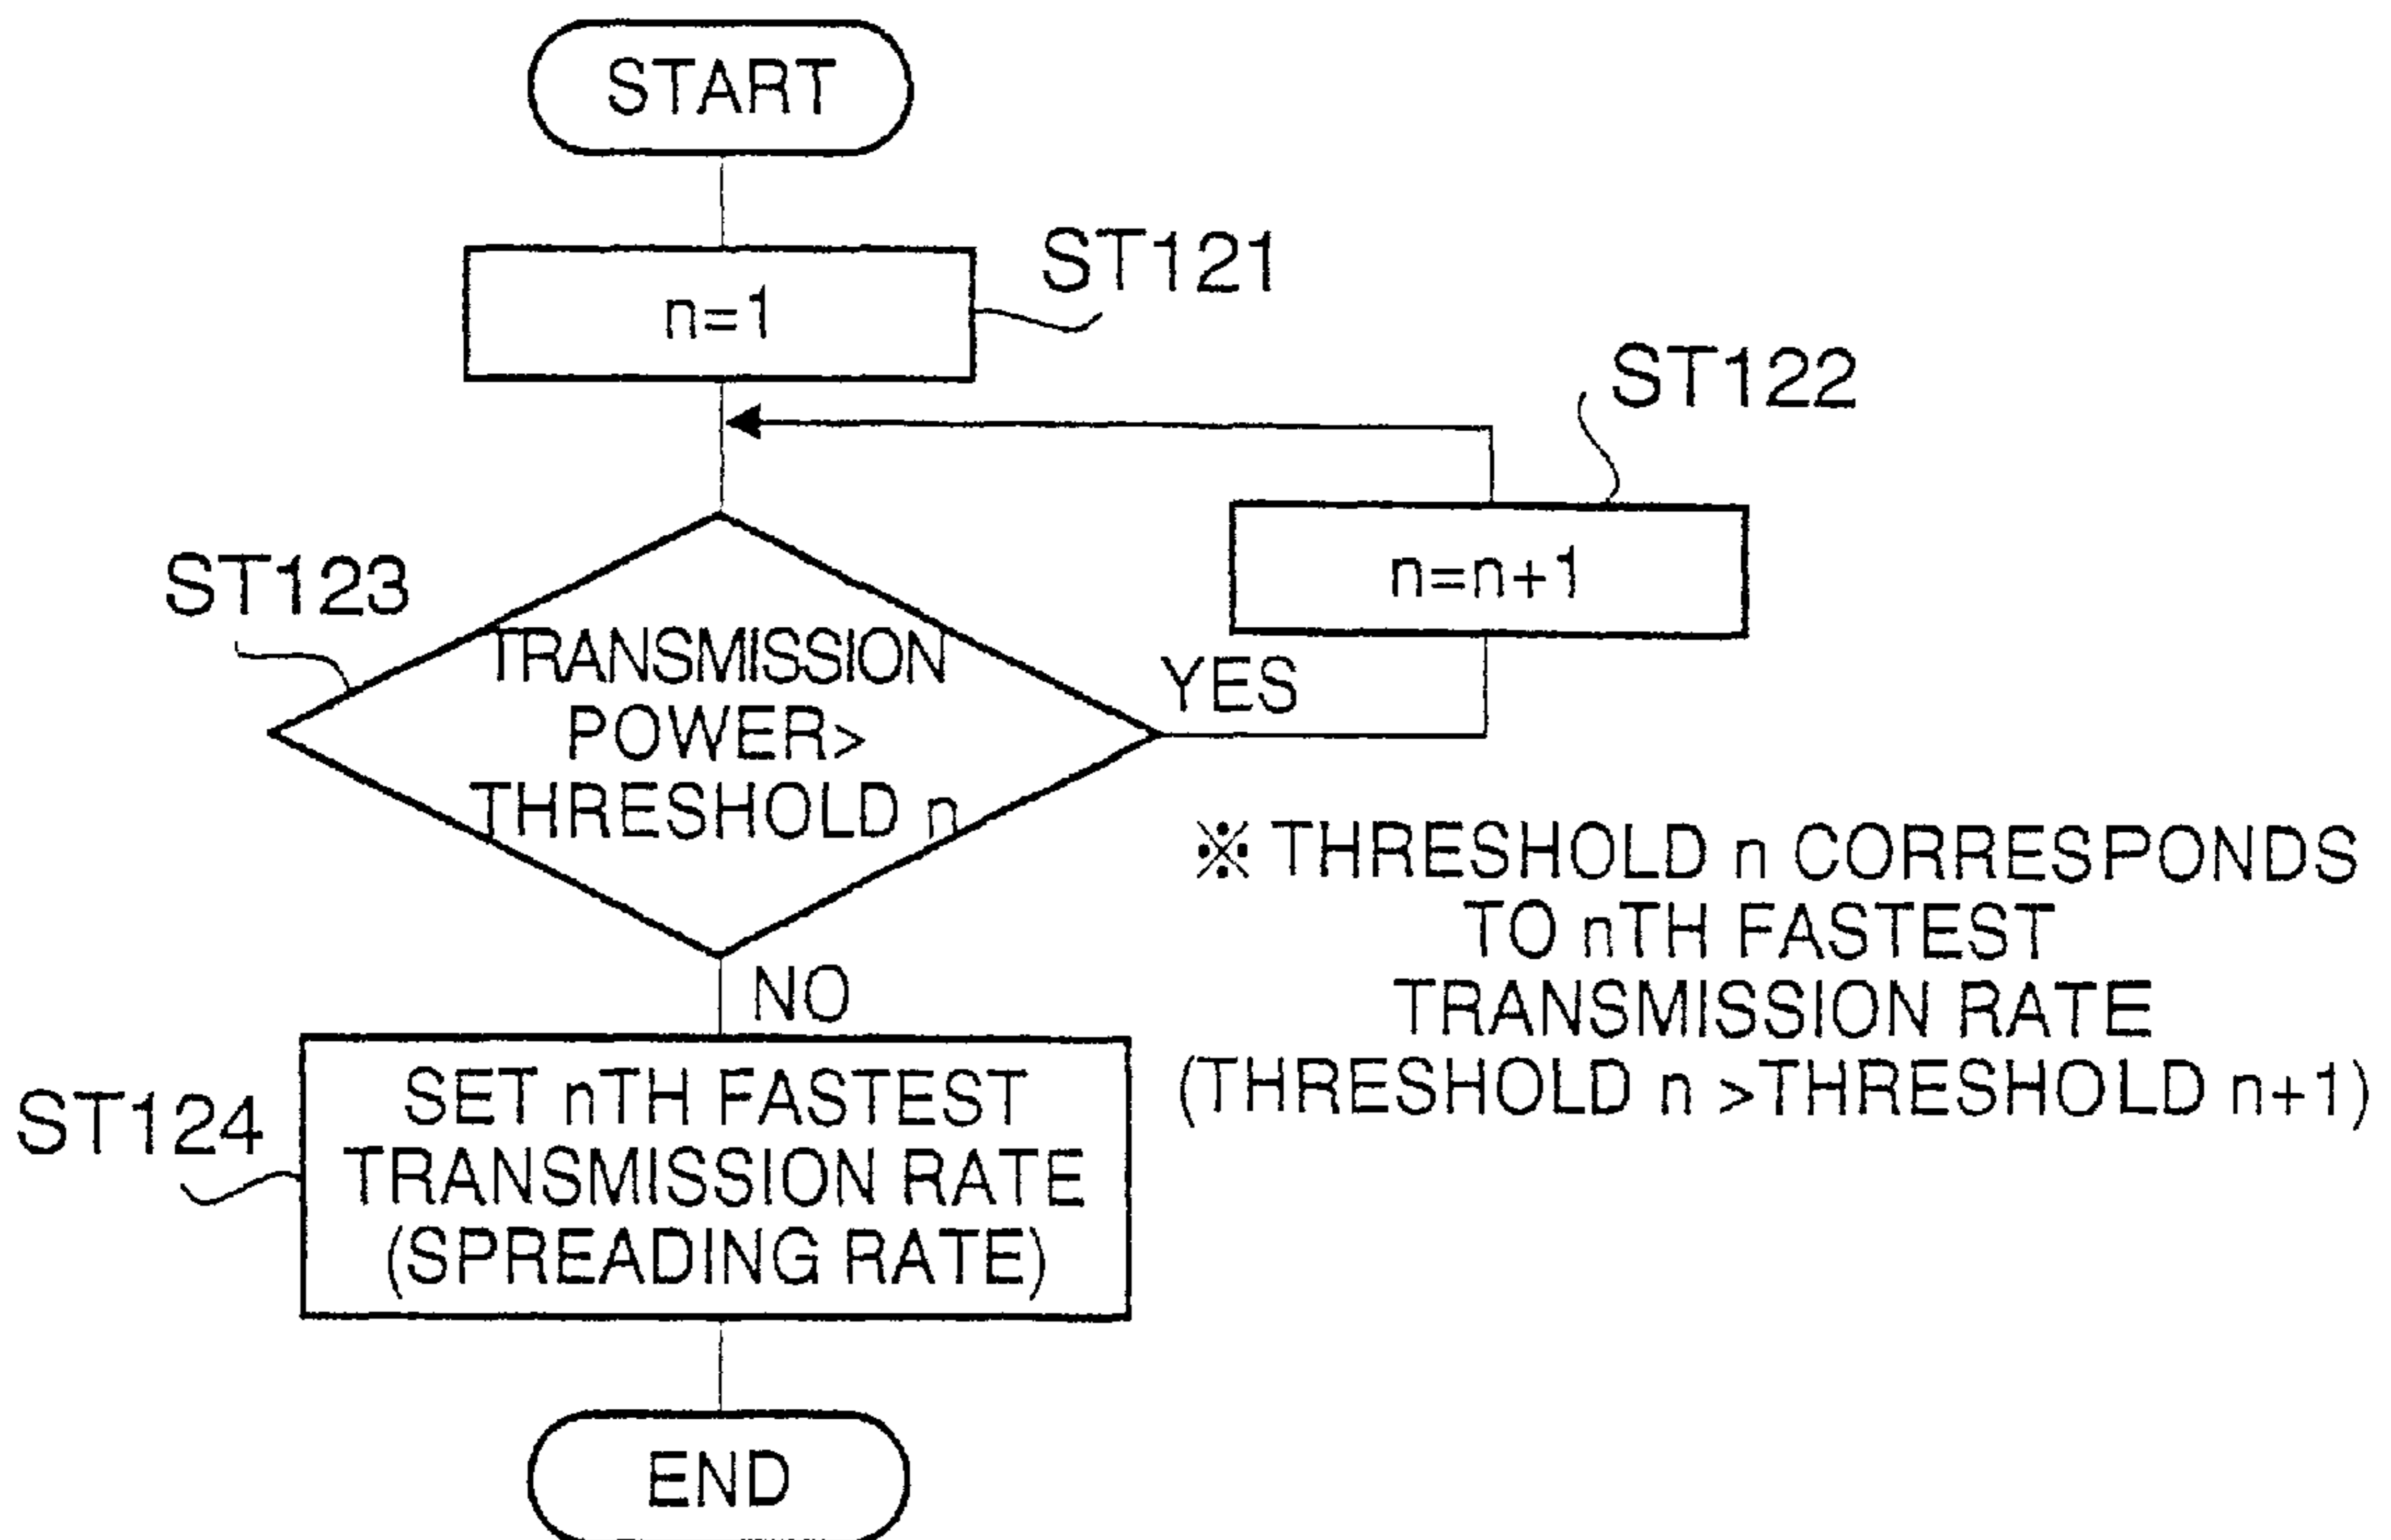 START
n=1
ST121
ST122
n=n+1
ST123
TRANSMISSION
POWER>
THRESHOLD n
YES
NO
※ THRESHOLD n CORRESPONDS
TO nTH FASTEST
TRANSMISSION RATE
(THRESHOLD n >THRESHOLD n+1)
ST124
SET nTH FASTEST
TRANSMISSION RATE
(SPREADING RATE)
END